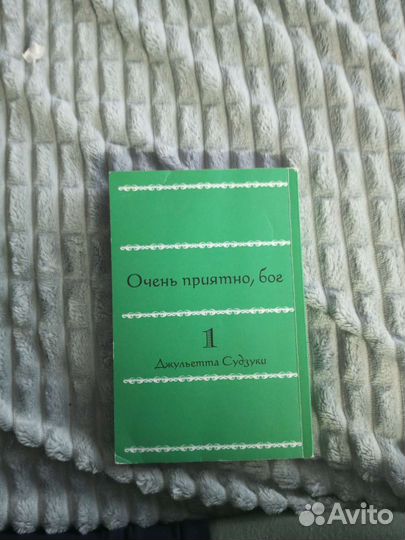 Очень приятно, бог
1
Джульетта Судзуки
Avito